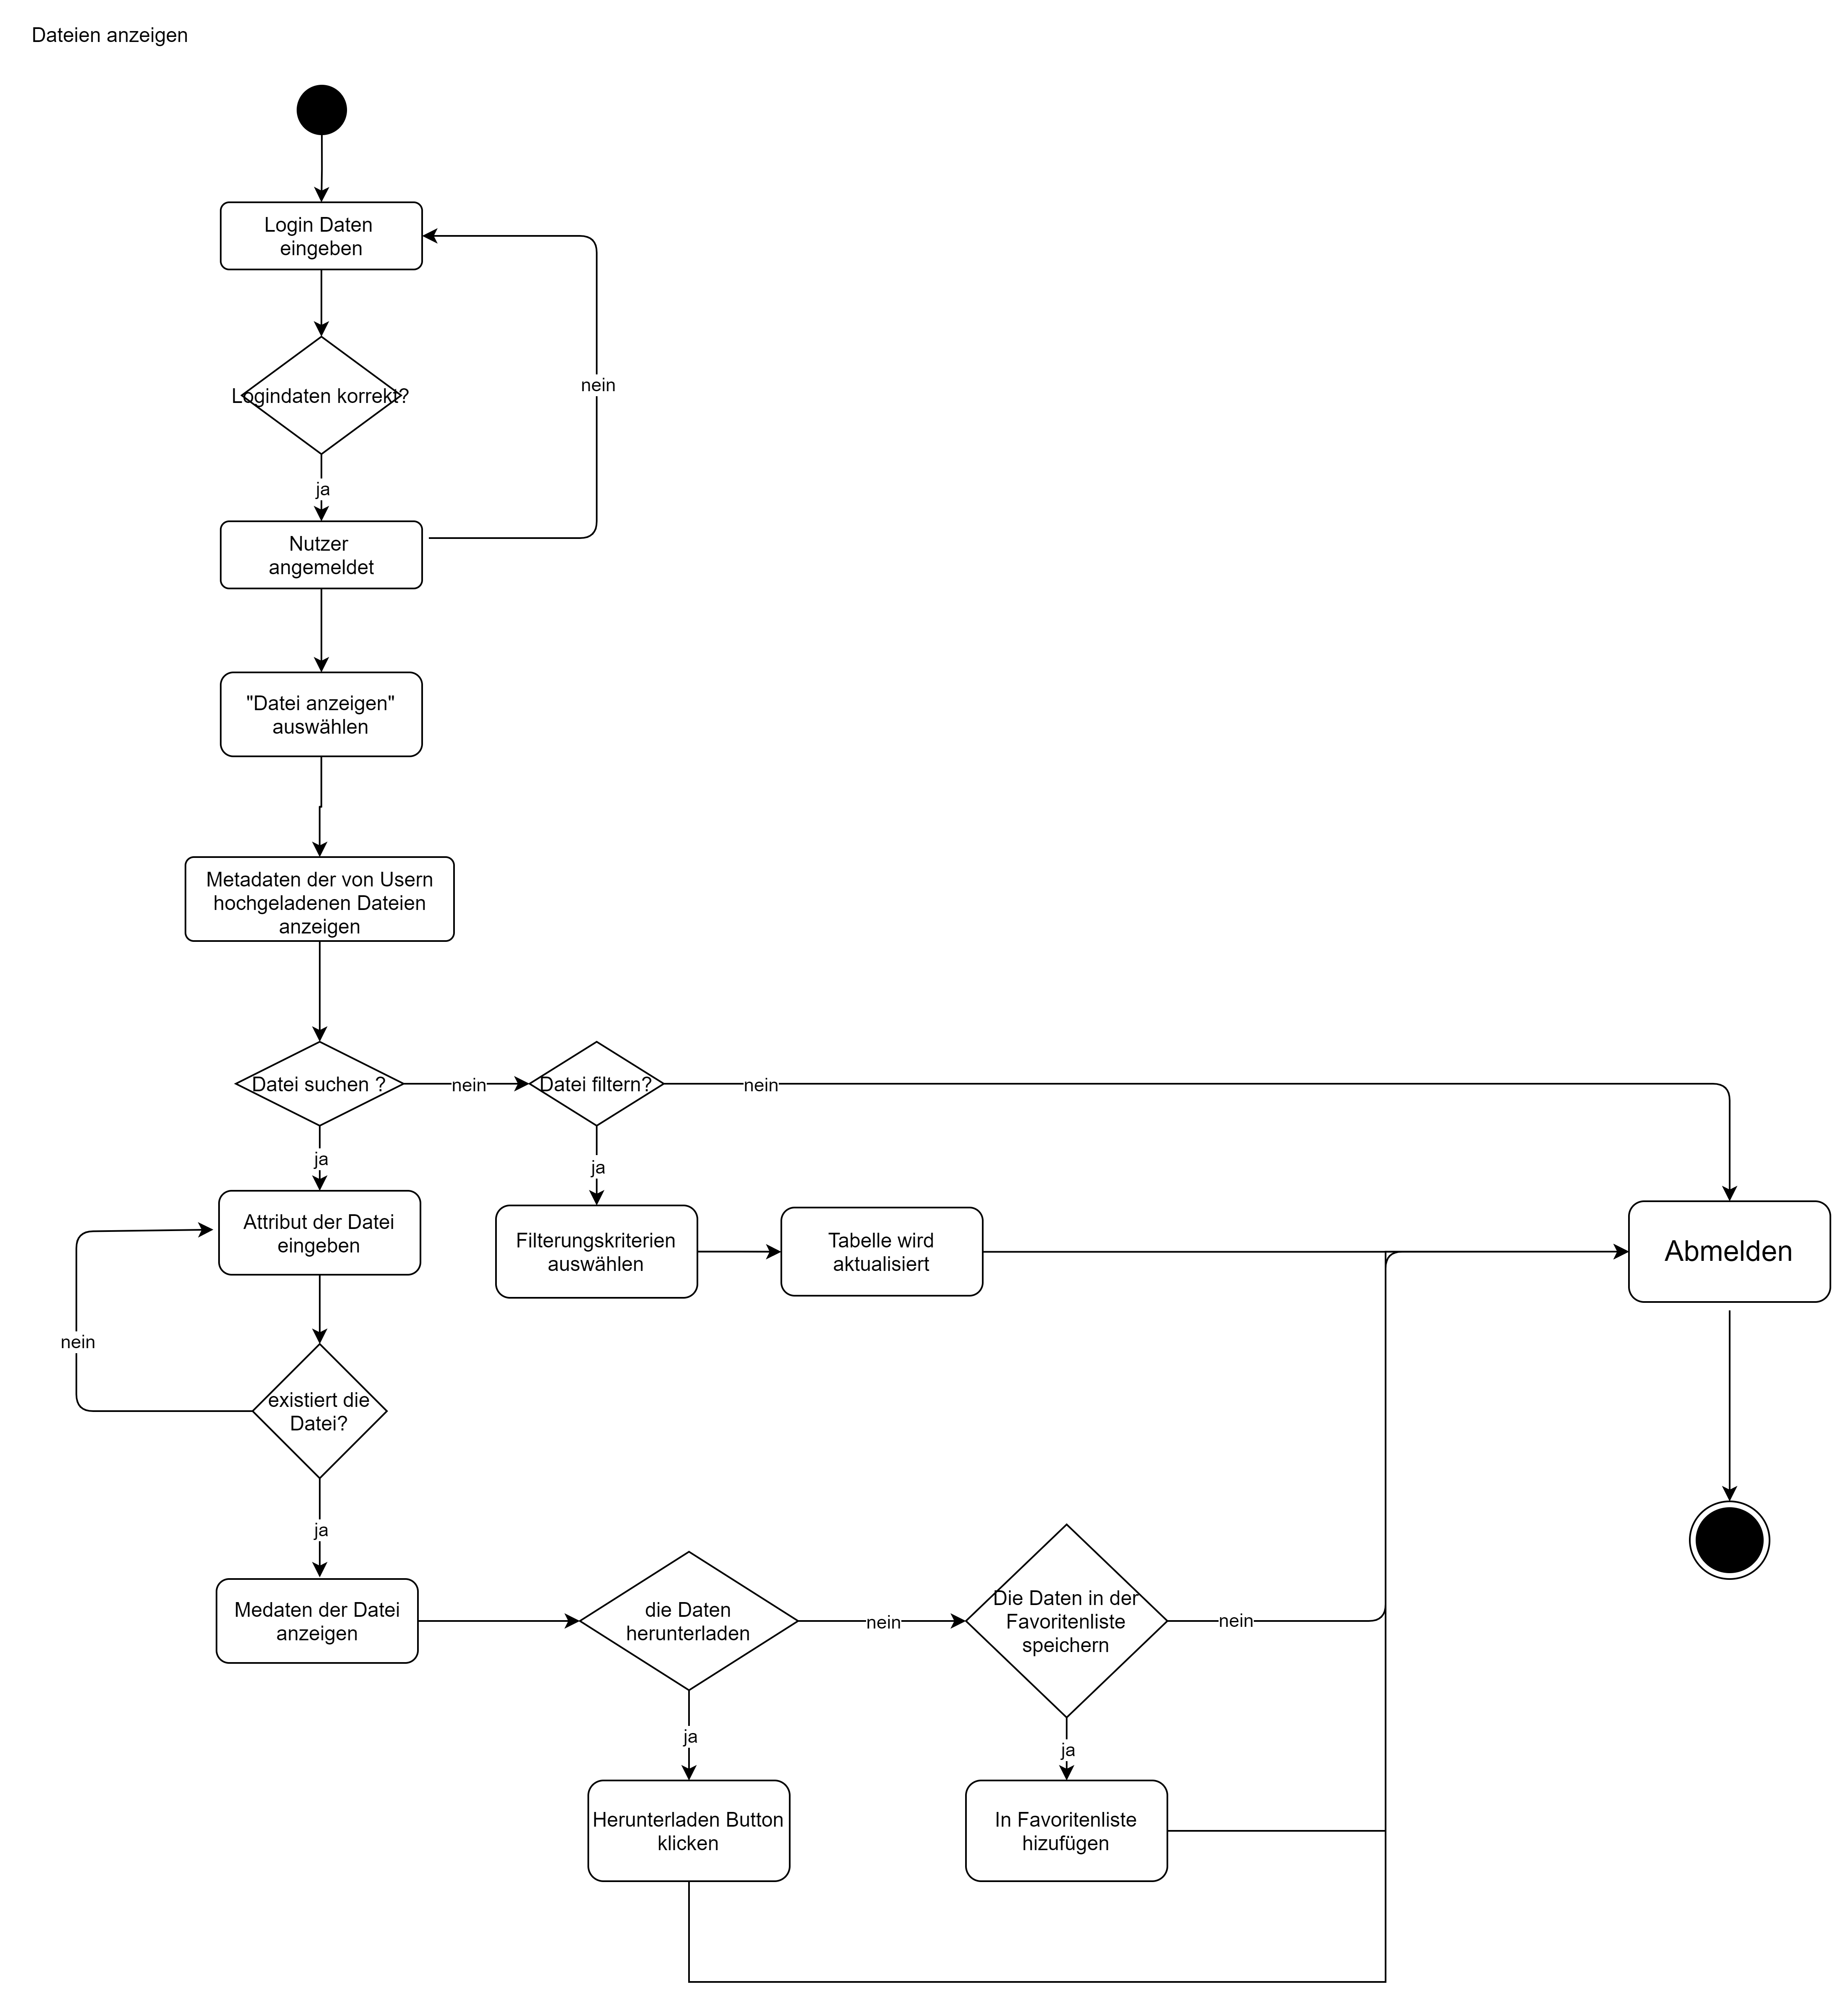 Dateien anzeigen
Login Daten
eingeben
Logindaten korrekt?
nein
ja
Nutzer
angemeldet
"Datei anzeigen"
auswählen
Metadaten der von Usern
hochgeladenen Dateien
anzeigen
Datei suchen ?
nein
Datei filtern?
nein
ja
ja
Attribut der Datei
eingeben
Filterungskriterien
auswählen
Tabelle wird
aktualisiert
Abmelden
nein
existiert die
Datei?
ja
Medaten der Datei
anzeigen
die Daten
herunterladen
nein
Die Daten in der
Favoritenliste
speichern
nein
ja
ja
Herunterladen Button
klicken
In Favoritenliste
hizufügen